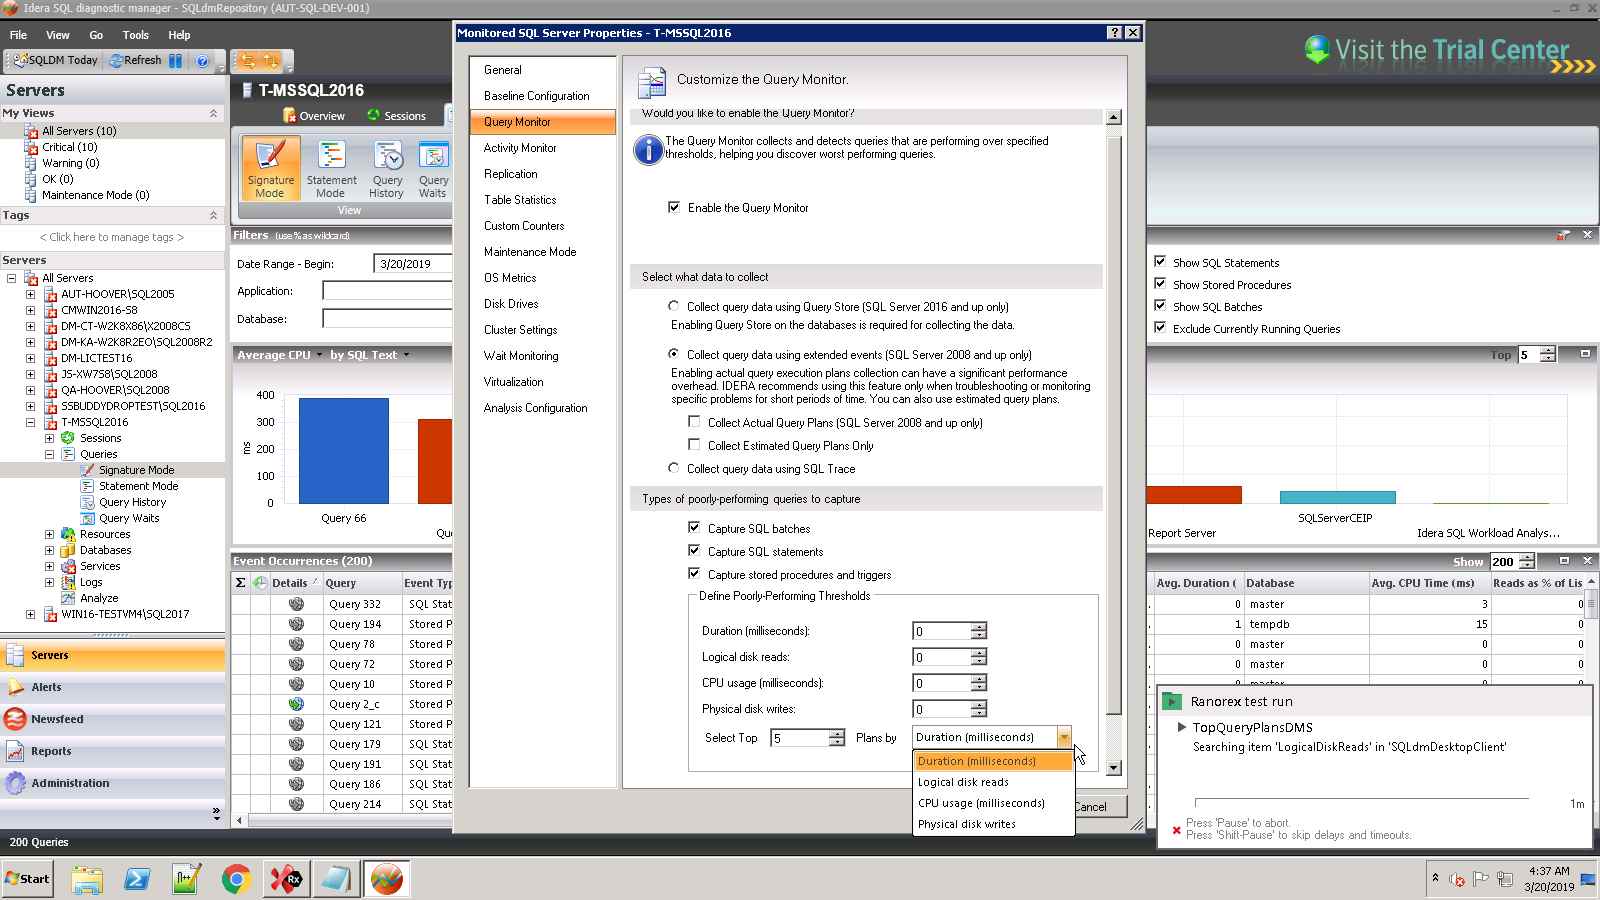 Idera SQL diagnostic manager - SQLdmRepository (AUT-SQL-DEV-001)
File View Go Tools Help
SQLDM Today Refresh
Visit the Trial Center
Servers
My Views
All Servers (10)
Critical (10)
Warning (0)
OK (0)
Maintenance Mode (0)
Tags
< Click here to manage tags >
Servers
All Servers
AUT-HOOVER\SQL2005
CMWIN2016-58
DM-CT-W2K8X86\X2008CS
DM-KA-W2K8R2EO\SQL2008R2
DM-LICTEST16
JS-XW7S8\SQL2008
QA-HOOVER\SQL2008
SSBUDDYDROPTEST\SQL2016
T-MSSQL2016
Sessions
Queries
Signature Mode
Statement Mode
Query History
Query Waits
Resources
Databases
Services
Logs
Analyze
WIN16-TESTVM4\SQL2017
Servers
Alerts
Newsfeed
Reports
Administration
200 Queries
T-MSSQL2016
Overview Sessions
Signature Mode
Statement Mode
Query History
Query Waits
View
Filters (use % as wildcard)
Date Range - Begin: 3/20/2019
Application:
Database:
Average CPU by SQL Text
400
300
ms
200
100
0
Query 66
Qu
Event Occurrences (200)
Σ Details Query Event Typ
Query 332 SQL Stat
Query 194 Stored P
Query 78 Stored P
Query 72 Stored P
Query 10 Stored P
Query 2_c Stored P
Query 121 Stored P
Query 179 SQL Stat
Query 191 SQL Stat
Query 186 SQL Stat
Query 214 SQL Stat
Monitored SQL Server Properties - T-MSSQL2016
General
Baseline Configuration
Query Monitor
Activity Monitor
Replication
Table Statistics
Custom Counters
Maintenance Mode
OS Metrics
Disk Drives
Cluster Settings
Wait Monitoring
Virtualization
Analysis Configuration
Customize the Query Monitor.
Would you like to enable the Query Monitor?
The Query Monitor collects and detects queries that are performing over specified
thresholds, helping you discover worst performing queries.
Enable the Query Monitor
Select what data to collect
Collect query data using Query Store (SQL Server 2016 and up only)
Enabling Query Store on the databases is required for collecting the data.
Collect query data using extended events (SQL Server 2008 and up only)
Enabling actual query execution plans collection can have a significant performance
overhead. IDERA recommends using this feature only when troubleshooting or monitoring
specific problems for short periods of time. You can also use estimated query plans.
Collect Actual Query Plans (SQL Server 2008 and up only)
Collect Estimated Query Plans Only
Collect query data using SQL Trace
Types of poorly-performing queries to capture
Capture SQL batches
Capture SQL statements
Capture stored procedures and triggers
Define Poorly-Performing Thresholds
Duration (milliseconds): 0
Logical disk reads: 0
CPU usage (milliseconds): 0
Physical disk writes: 0
Select Top 5 Plans by Duration (milliseconds)
Duration (milliseconds)
Logical disk reads
CPU usage (milliseconds)
Physical disk writes
Cancel
Show SQL Statements
Show Stored Procedures
Show SQL Batches
Exclude Currently Running Queries
Top 5
SQLServerCEIP
Report Server
Idera SQL Workload Analys...
Show 200
Avg. Duration ( Database Avg. CPU Time (ms) Reads as % of Lis
0 master 3 0
1 tempdb 15 0
0 master 0 0
0 master 0 0
Ranorex test run
TopQueryPlansDMS
Searching item 'LogicalDiskReads' in 'SQLdmDesktopClient'
1m
Press 'Pause' to abort.
Press 'Shift-Pause' to skip delays and timeouts.
Start
4:37 AM
3/20/2019